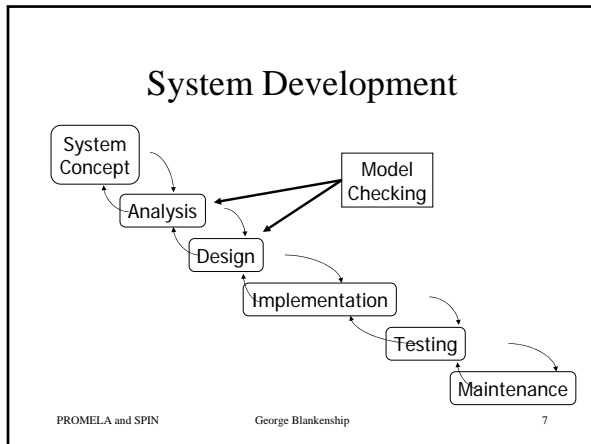 System Development
System
Concept
Model
Checking
Analysis
Design
Implementation
Testing
Maintenance
PROMELA and SPIN George Blankenship 7